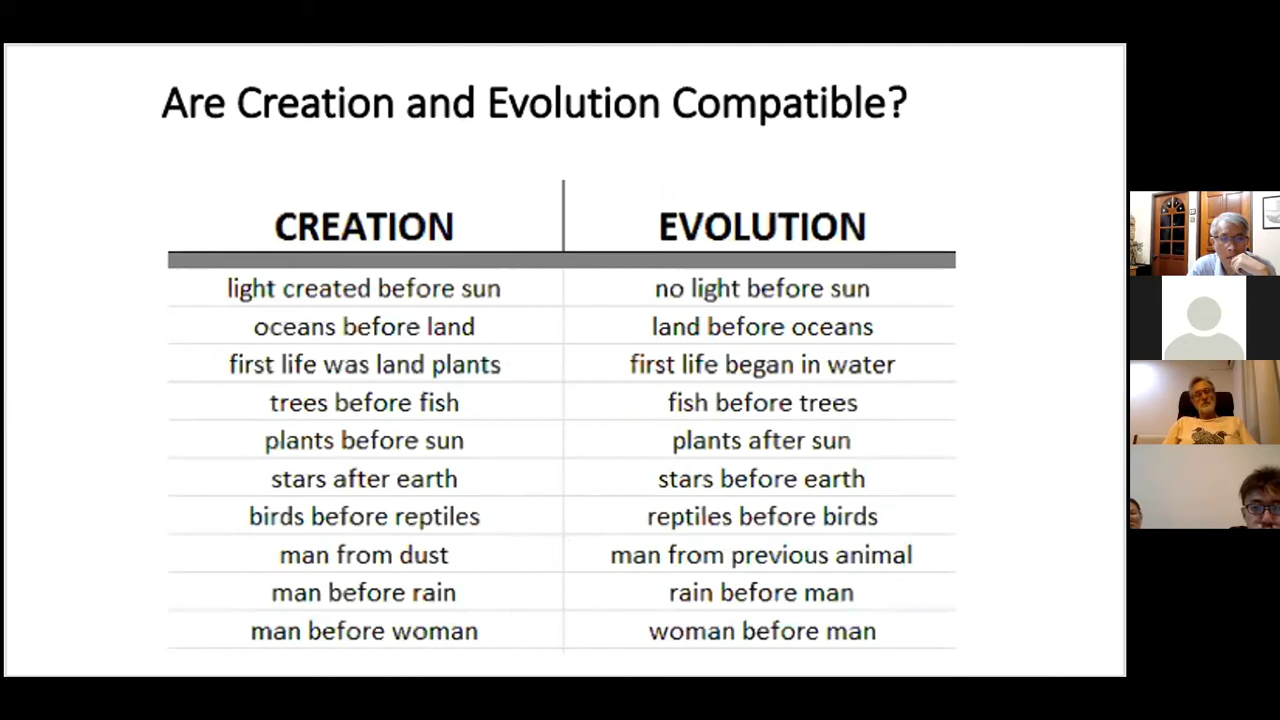 Are Creation and Evolution Compatible?
CREATION EVOLUTION
light created before sun no light before sun
oceans before land land before oceans
first life was land plants first life began in water
trees before fish fish before trees
plants before sun plants after sun
stars after earth stars before earth
birds before reptiles reptiles before birds
man from dust man from previous animal
man before rain rain before man
man before woman woman before man